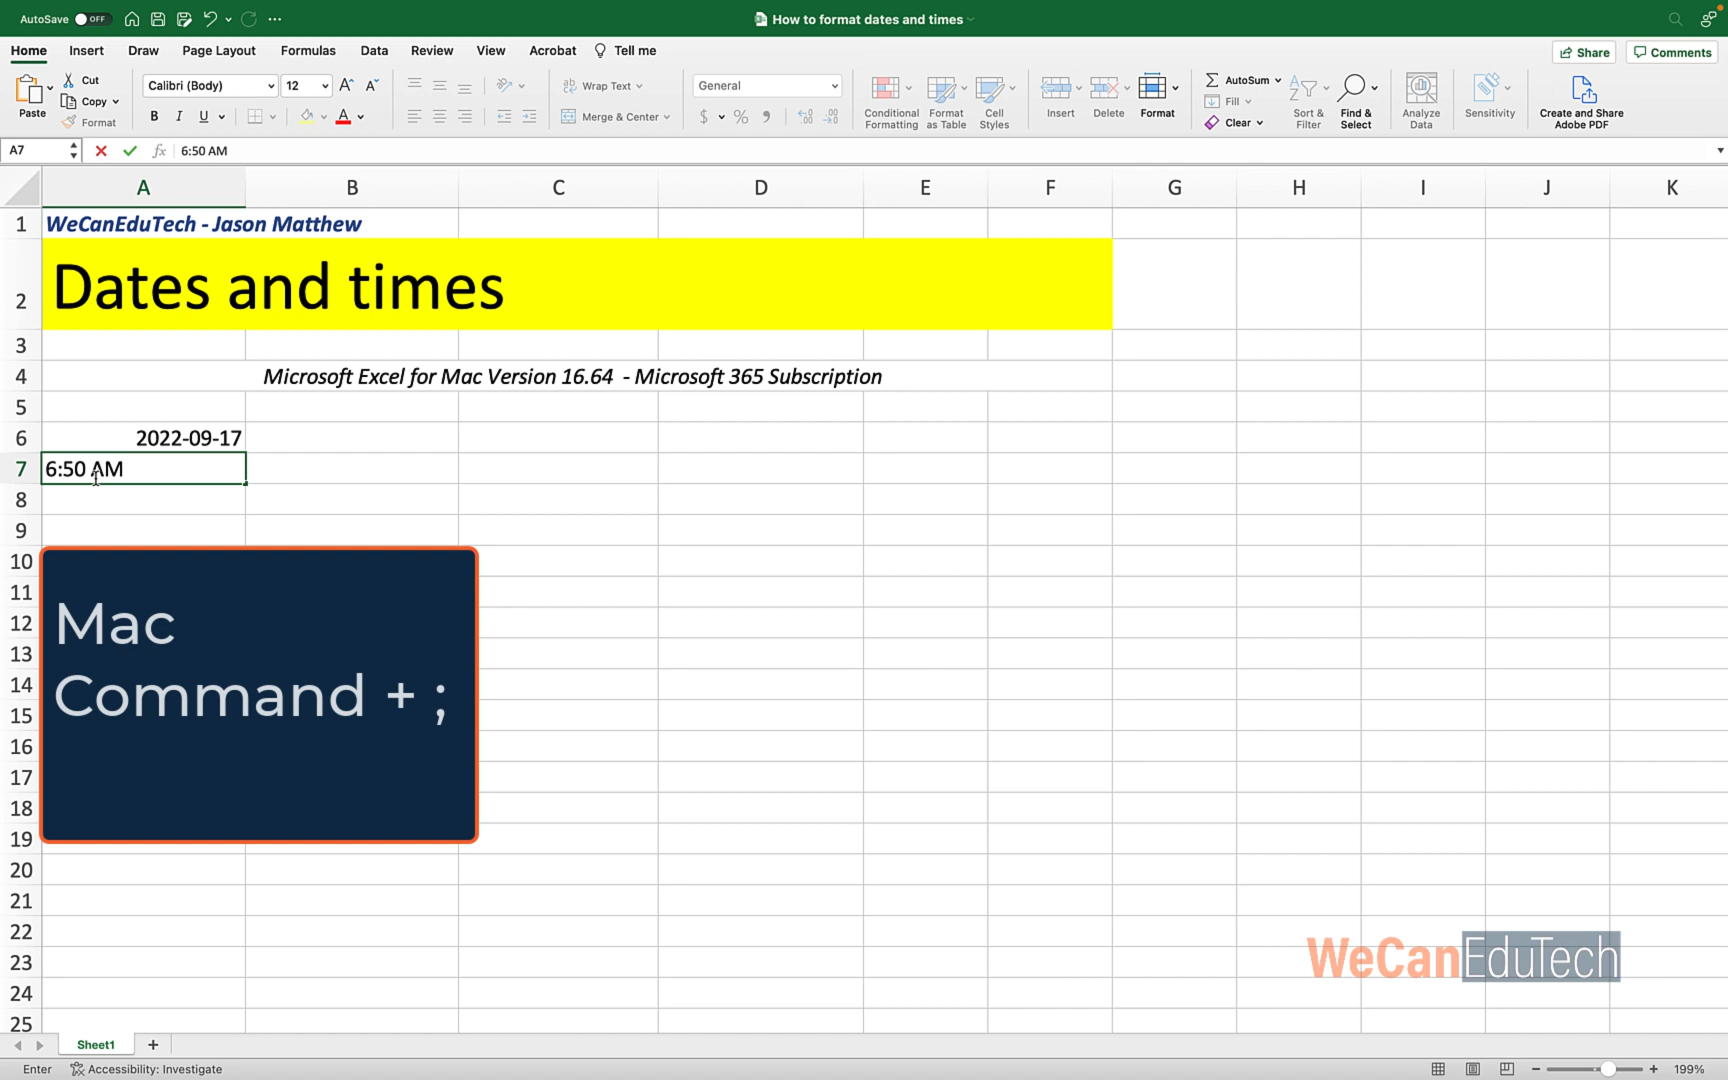 AutoSave OFF How to format dates and times
Home Insert Draw Page Layout Formulas Data Review View Acrobat Tell me Share Comments
Paste Cut Copy Format
Calibri (Body) 12
B I U
Wrap Text
Merge & Center
General
$ %
Conditional Formatting
Format as Table
Cell Styles
Insert Delete Format
AutoSum
Fill
Clear
Sort & Filter
Find & Select
Analyze Data
Sensitivity
Create and Share Adobe PDF
A7 fx 6:50 AM
A B C D E F G H I J K
1 WeCanEduTech - Jason Matthew
2 Dates and times
3
4 Microsoft Excel for Mac Version 16.64 - Microsoft 365 Subscription
5
6 2022-09-17
7 6:50 AM
8
9
10
11
12
13
14
15
16
17
18
19
20
21
22
23
24
25
Mac
Command + ;
WeCanEduTech
Sheet1 +
Enter Accessibility: Investigate 199%